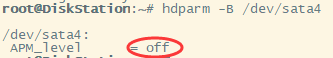 root@DiskStation:~# hdparm -B /dev/sata4
/dev/sata4:
APM_level = off